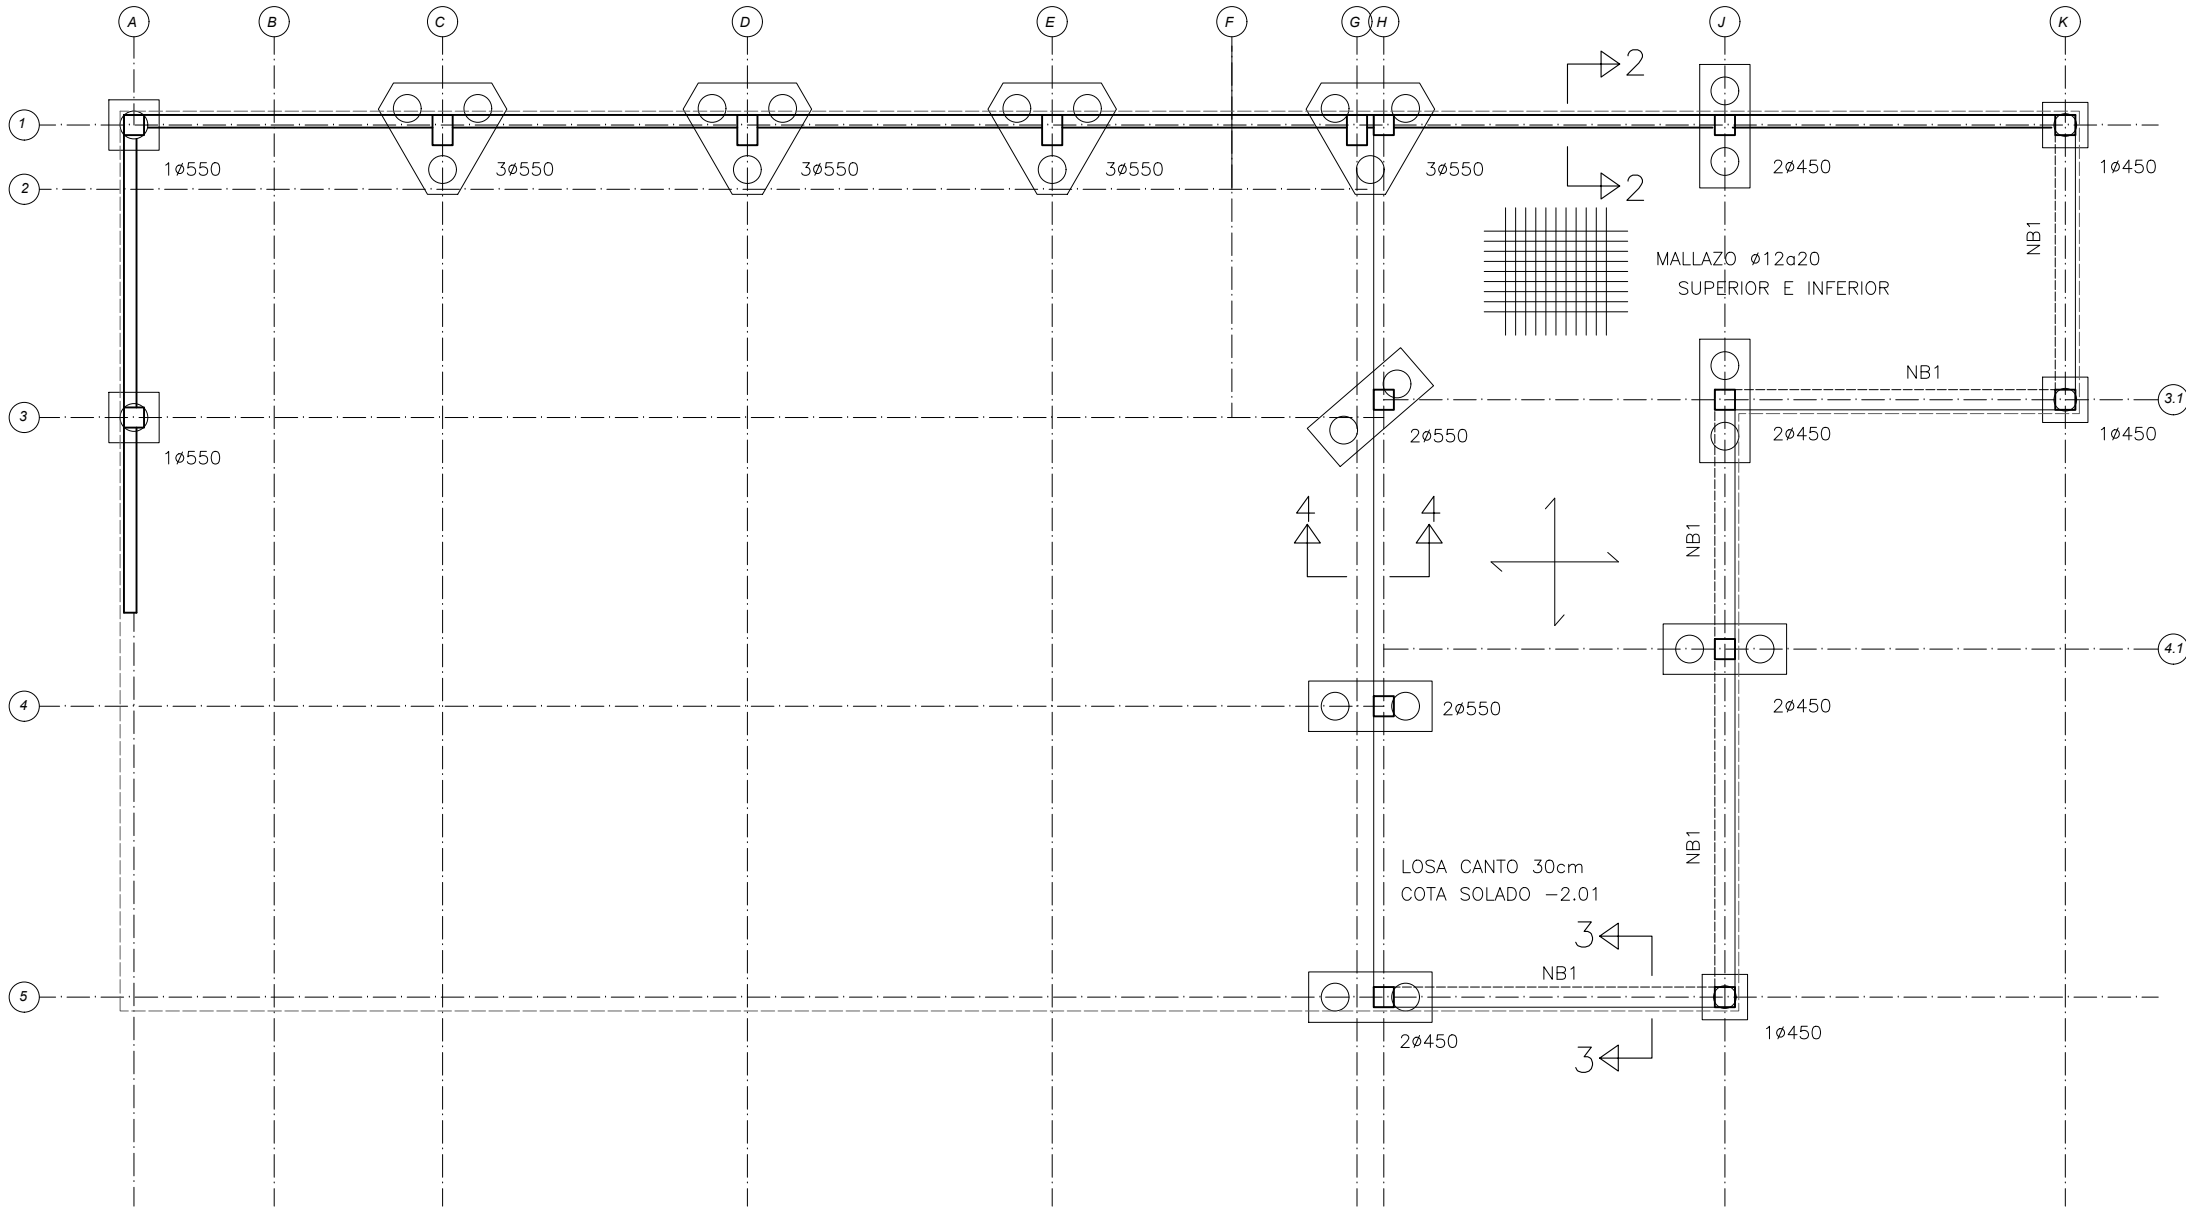 A B C D E F G H J K
2
1
1ø550 3ø550 3ø550 3ø550 3ø550 2ø450 1ø450
2
2
NB1
MALLAZO ø12a20
SUPERIOR E INFERIOR
NB1
3.1
3
2ø550 2ø450 1ø450
1ø550
4 4
NB1
4.1
4
2ø550 2ø450
NB1
LOSA CANTO 30cm
COTA SOLADO -2.01
3
NB1
5
2ø450 1ø450
3